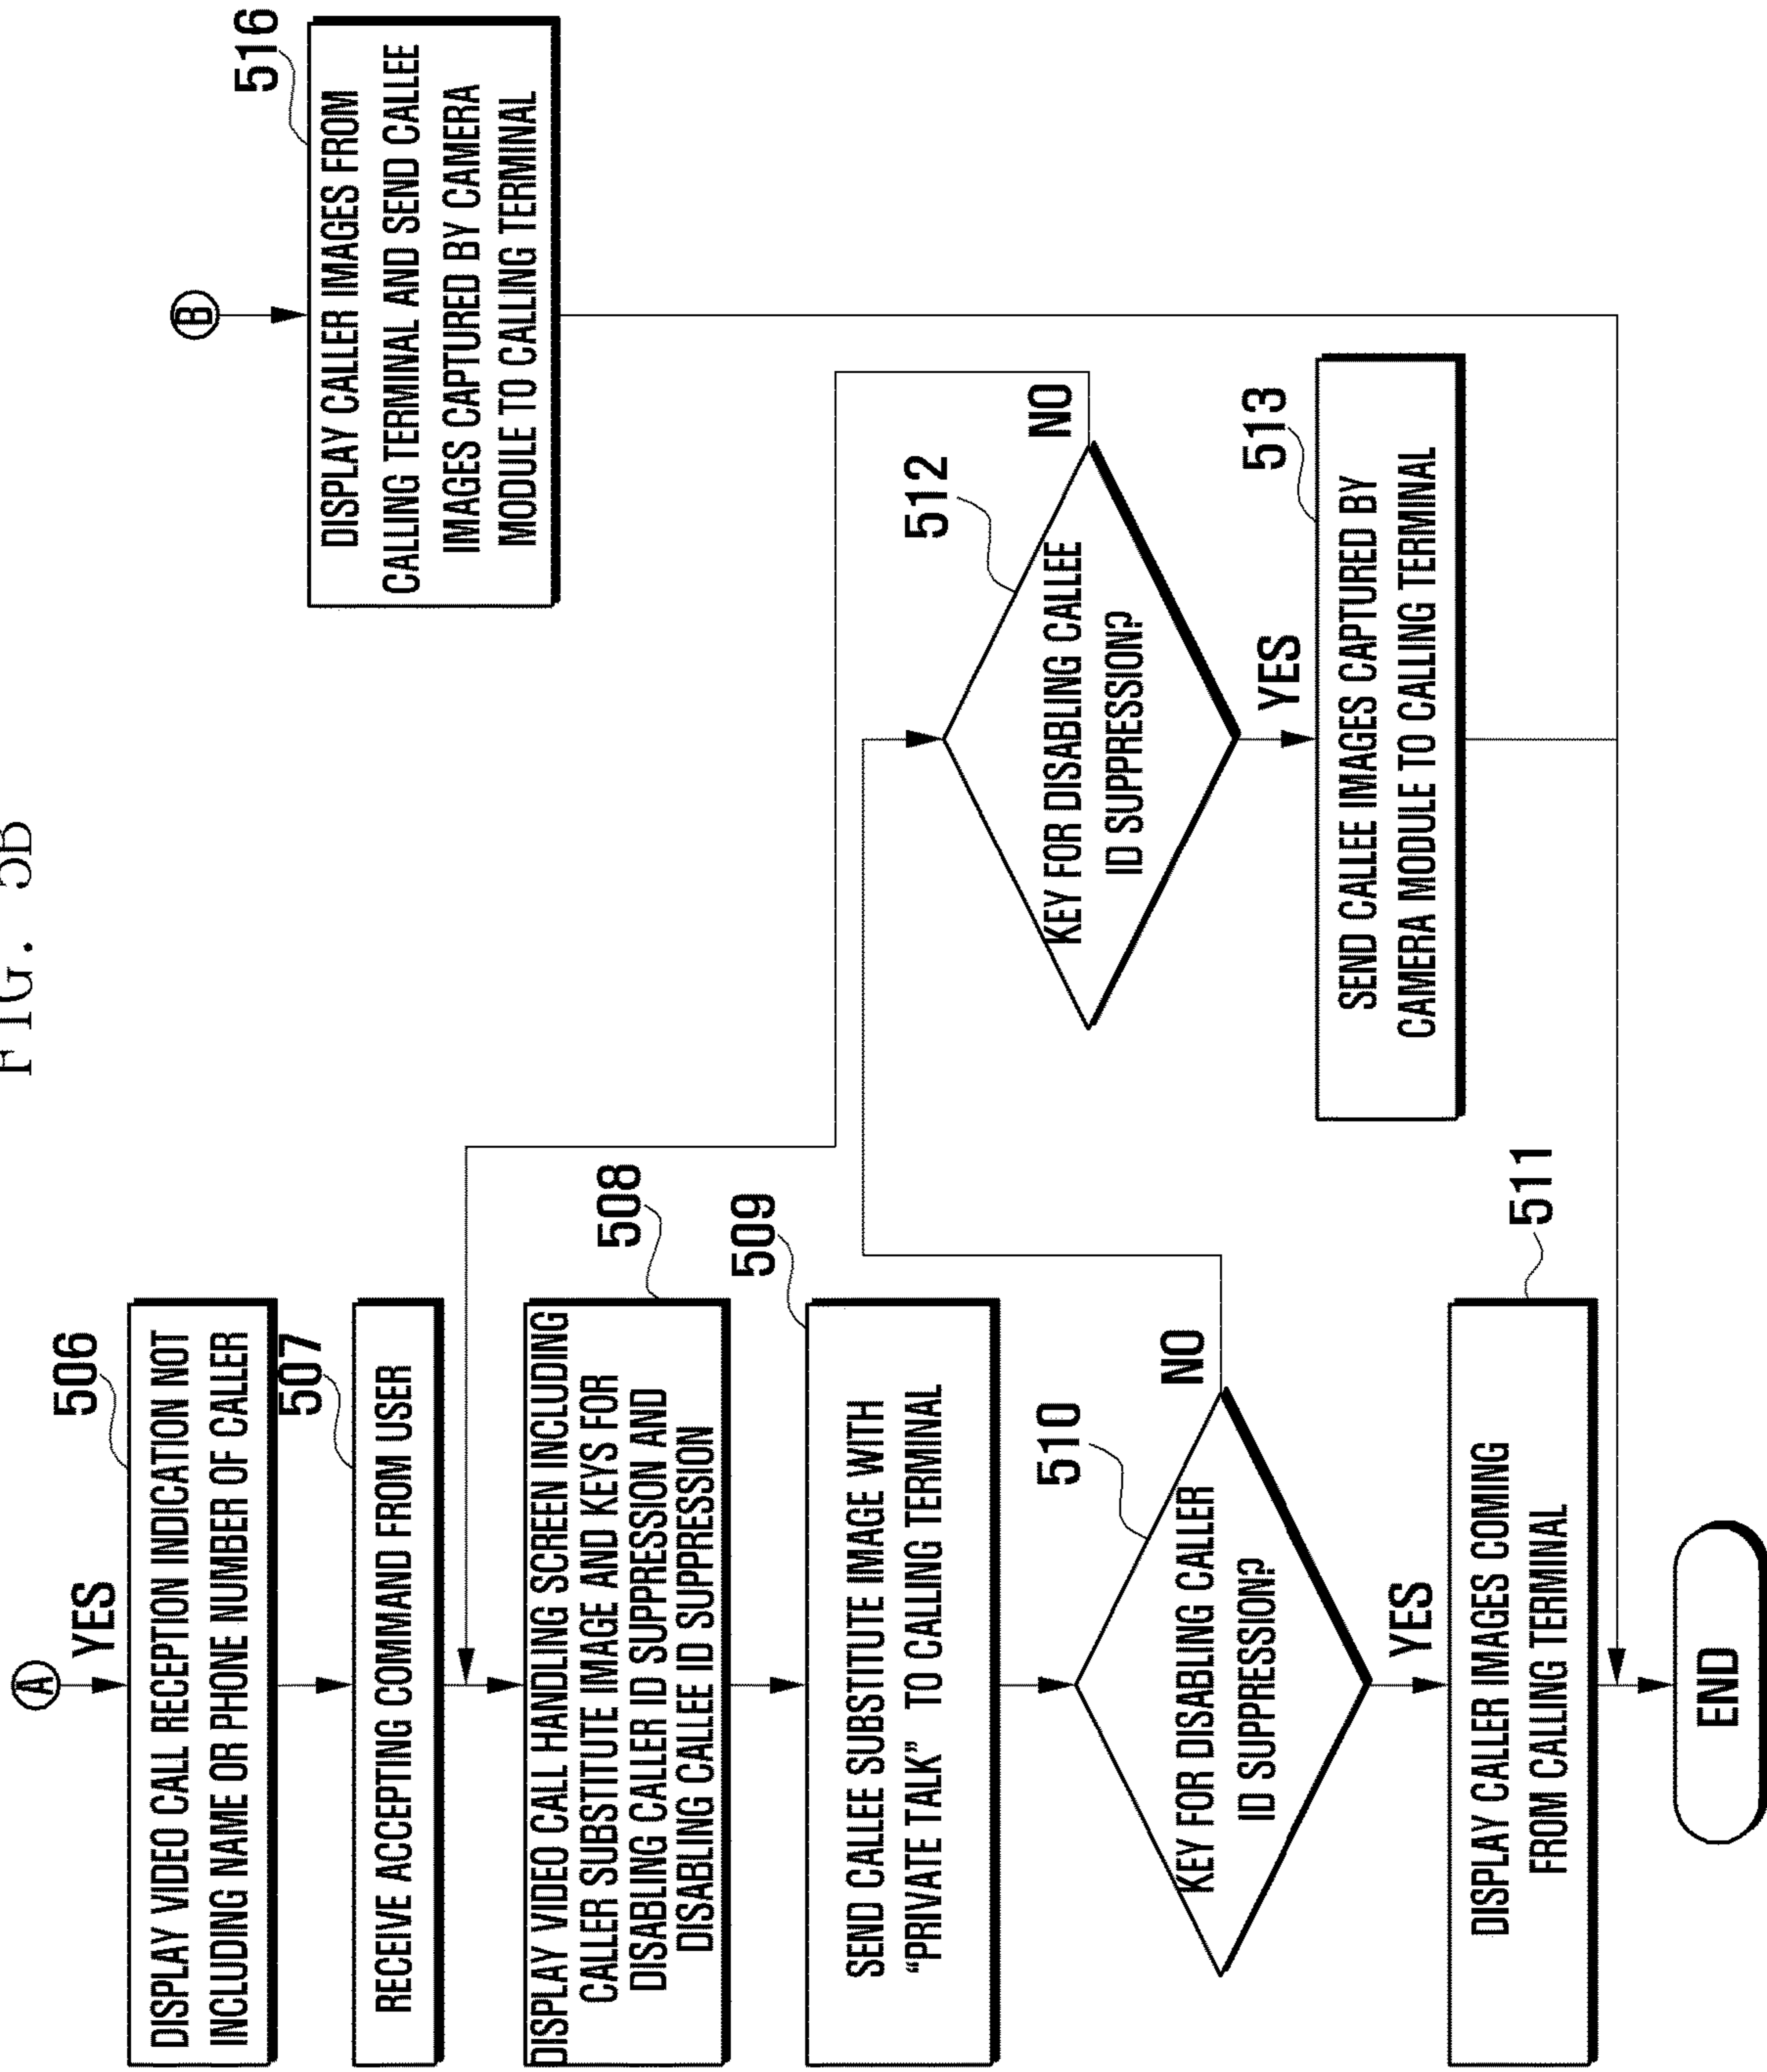 FIG. 5B
A
YES
506
DISPLAY VIDEO CALL RECEPTION INDICATION NOT
INCLUDING NAME OR PHONE NUMBER OF CALLER
507
RECEIVE ACCEPTING COMMAND FROM USER
508
DISPLAY VIDEO CALL HANDLING SCREEN INCLUDING
CALLER SUBSTITUTE IMAGE AND KEYS FOR
DISABLING CALLER ID SUPPRESSION AND
DISABLING CALLEE ID SUPPRESSION
509
SEND CALLEE SUBSTITUTE IMAGE WITH
“PRIVATE TALK” TO CALLING TERMINAL
510
KEY FOR DISABLING CALLER
ID SUPPRESSION?
NO
YES
511
DISPLAY CALLER IMAGES COMING
FROM CALLING TERMINAL
END
512
KEY FOR DISABLING CALLEE
ID SUPPRESSION?
NO
YES
513
SEND CALLEE IMAGES CAPTURED BY
CAMERA MODULE TO CALLING TERMINAL
B
516
DISPLAY CALLER IMAGES FROM
CALLING TERMINAL AND SEND CALLEE
IMAGES CAPTURED BY CAMERA
MODULE TO CALLING TERMINAL